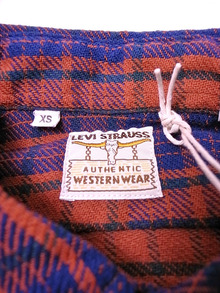 XS
LEVI STRAUSS
AUTHENTIC
WESTERN WEAR